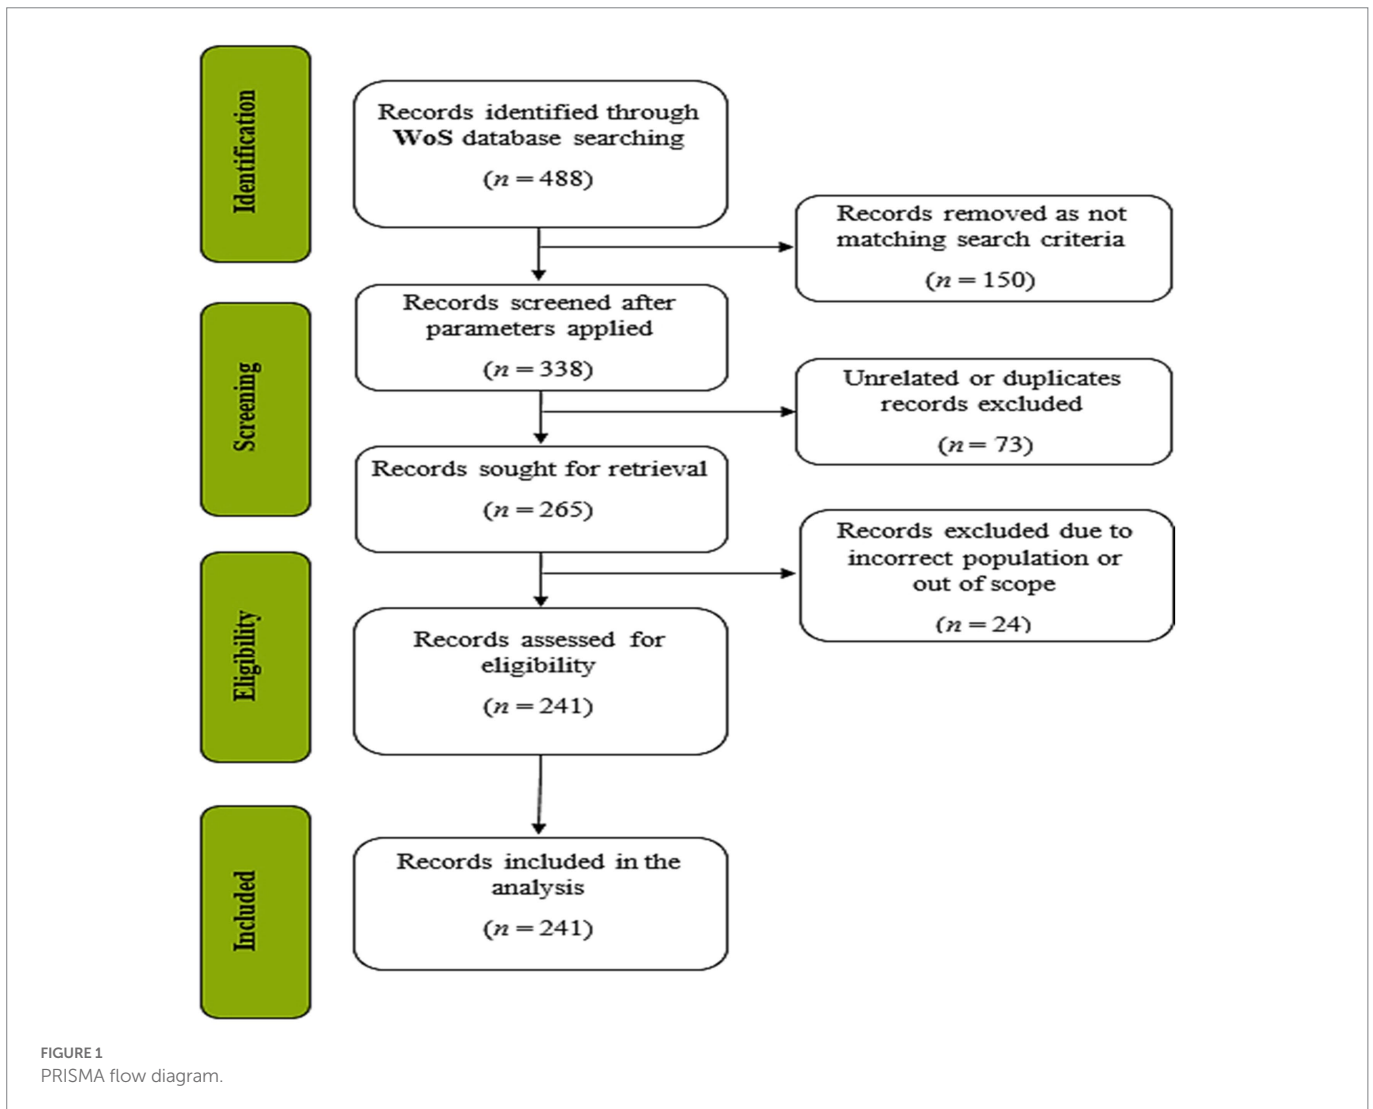 Identification
Records identified through
WoS database searching
(n = 488)
Records removed as not
matching search criteria
(n = 150)
Screening
Records screened after
parameters applied
(n = 338)
Unrelated or duplicates
records excluded
(n = 73)
Records sought for retrieval
(n = 265)
Records excluded due to
incorrect population or
out of scope
(n = 24)
Eligibility
Records assessed for
eligibility
(n = 241)
Included
Records included in the
analysis
(n = 241)
FIGURE 1
PRISMA flow diagram.